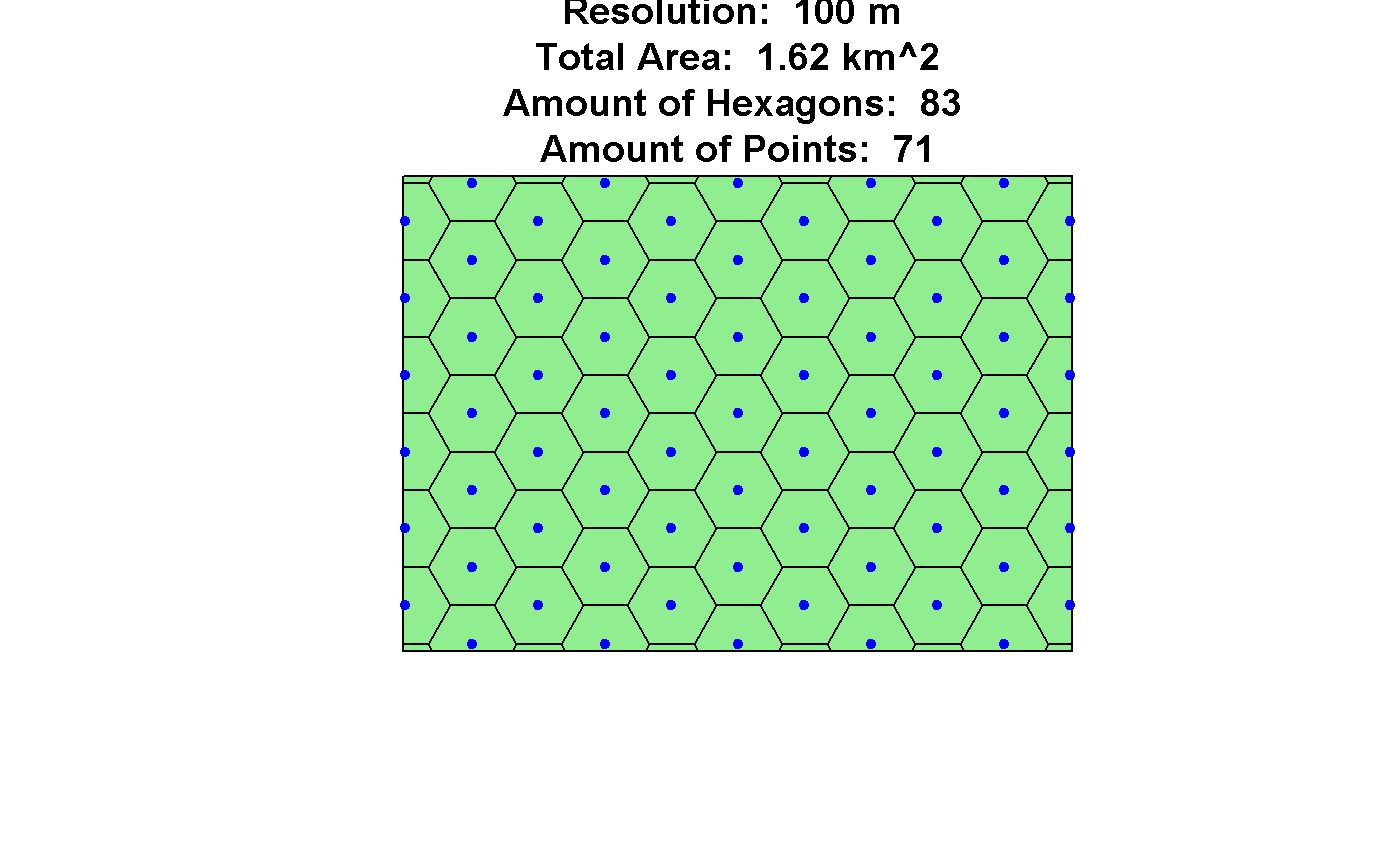 Resolution: 100 m
Total Area: 1.62 km^2
Amount of Hexagons: 83
Amount of Points: 71